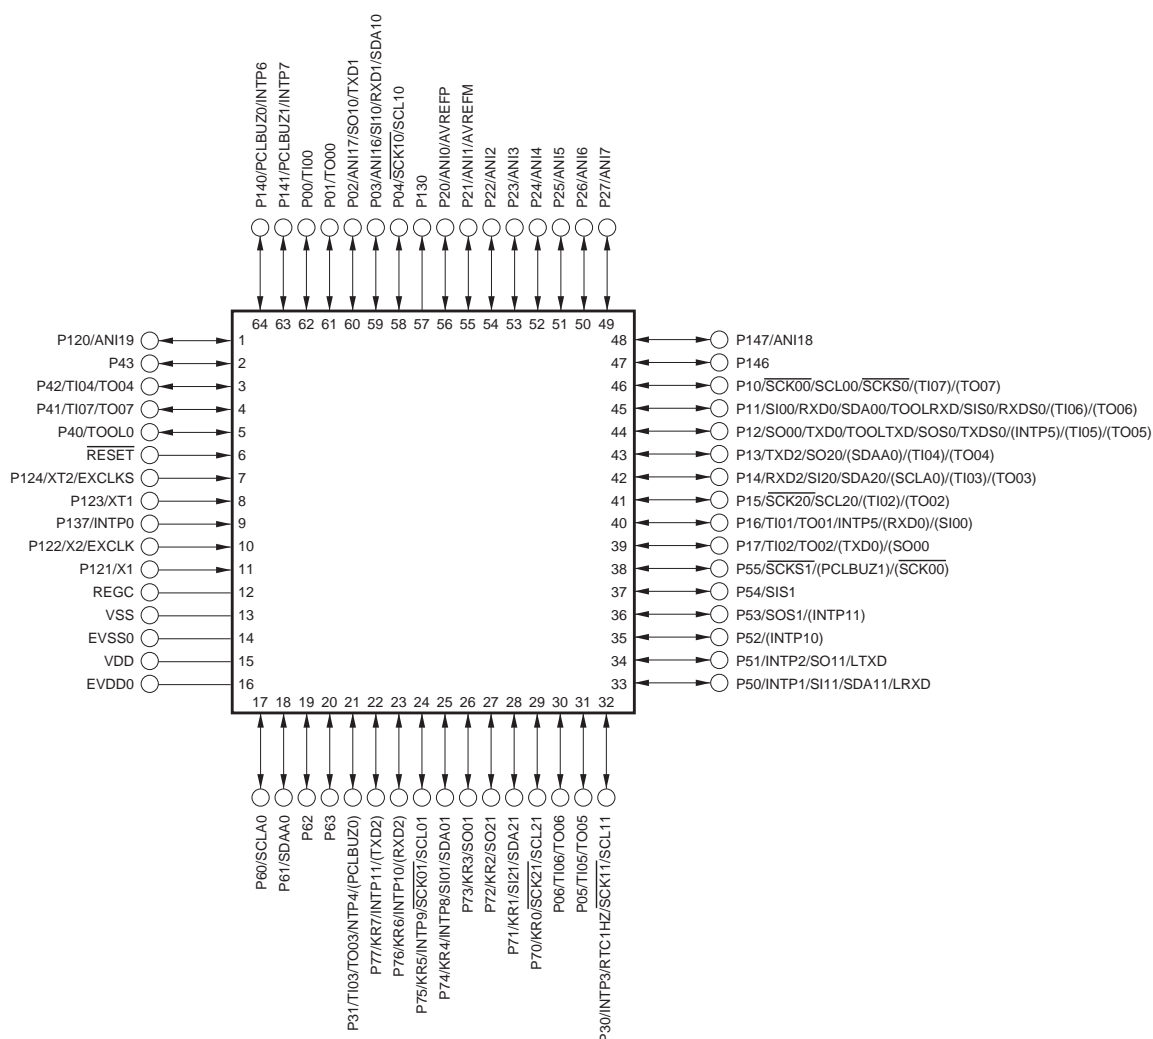 P140/PCLBUZ0/INTP6
P141/PCLBUZ1/INTP7
P00/TI00
P01/TO00
P02/ANI17/SO10/TXD1
P03/ANI16/SI10/RXD1/SDA10
P04/SCK10/SCL10
P130
P20/ANI0/AVREFP
P21/ANI1/AVREFM
P22/ANI2
P23/ANI3
P24/ANI4
P25/ANI5
P26/ANI6
P27/ANI7
64 63 62 61 60 59 58 57 56 55 54 53 52 51 50 49
P120/ANI19 1
P43 2
P42/TI04/TO04 3
P41/TI07/TO07 4
P40/TOOL0 5
RESET 6
P124/XT2/EXCLKS 7
P123/XT1 8
P137/INTP0 9
P122/X2/EXCLK 10
P121/X1 11
REGC 12
VSS 13
EVSS0 14
VDD 15
EVDD0 16
48 P147/ANI18
47 P146
46 P10/SCK00/SCL00/SCKS0/(TI07)/(TO07)
45 P11/SI00/RXD0/SDA00/TOOLRXD/SIS0/RXDS0/(TI06)/(TO06)
44 P12/SO00/TXD0/TOOLTXD/SOS0/TXDS0/(INTP5)/(TI05)/(TO05)
43 P13/TXD2/SO20/(SDAA0)/(TI04)/(TO04)
42 P14/RXD2/SI20/SDA20/(SCLA0)/(TI03)/(TO03)
41 P15/SCK20/SCL20/(TI02)/(TO02)
40 P16/TI01/TO01/INTP5/(RXD0)/(SI00)
39 P17/TI02/TO02/(TXD0)/(SO00
38 P55/SCKS1/(PCLBUZ1)/(SCK00)
37 P54/SIS1
36 P53/SOS1/(INTP11)
35 P52/(INTP10)
34 P51/INTP2/SO11/LTXD
33 P50/INTP1/SI11/SDA11/LRXD
17 18 19 20 21 22 23 24 25 26 27 28 29 30 31 32
P60/SCLA0
P61/SDAA0
P62
P63
P31/TI03/TO03/NTP4/(PCLBUZ0)
P77/KR7/INTP11/(TXD2)
P76/KR6/INTP10/(RXD2)
P75/KR5/INTP9/SCK01/SCL01
P74/KR4/INTP8/SI01/SDA01
P73/KR3/SO01
P72/KR2/SO21
P71/KR1/SI21/SDA21
P70/KR0/SCK21/SCL21
P06/TI06/TO06
P05/TI05/TO05
P30/INTP3/RTC1HZ/SCK11/SCL11